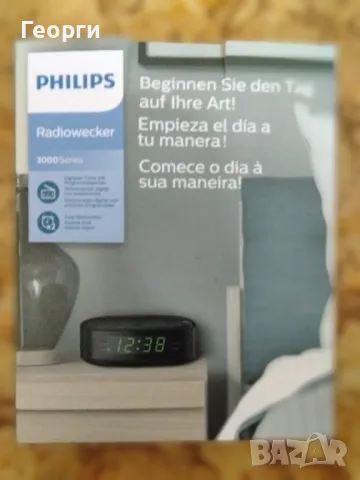 Георги
PHILIPS
Radiowecker
3000 Series
Beginnen Sie den Tag
auf Ihre Art!
Empieza el día a
tu manera!
Comece o dia à
sua maneira!
12:38
BAZAR